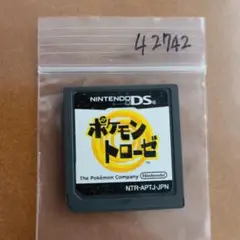 42742
NINTENDO DS
ポケモン
トローゼ
The Pokémon Company
Nintendo
NTR-APTJ-JPN